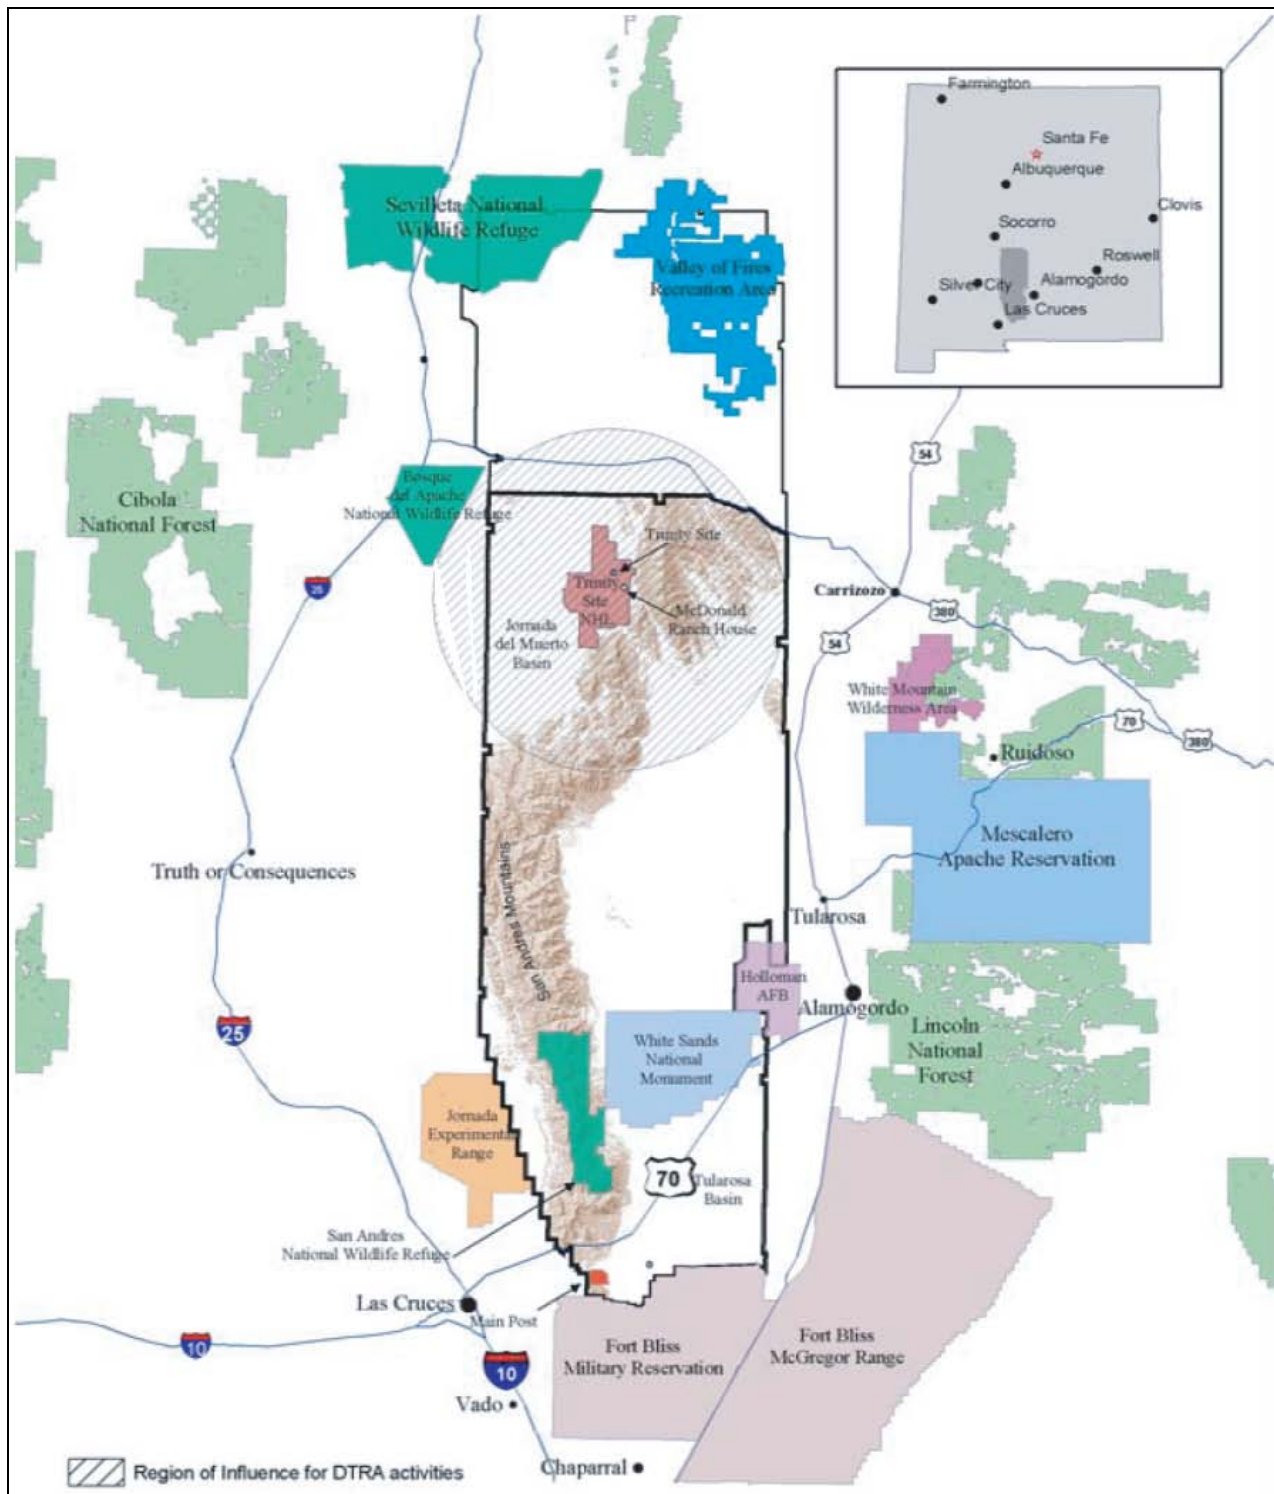 Farmington
Santa Fe
Albuquerque
Clovis
Socorro
Roswell
Silver City
Alamogordo
Las Cruces
Sevilleta National
Wildlife Refuge
Valley of Fires
Recreation Area
54
Bosque
del Apache
National Wildlife Refuge
Cibola
National Forest
Trinity Site
25
Trinity
Site
NHL
Carrizozo
380
McDonald
Ranch House
Jornada
del Muerto
Basin
54
White Mountain
Wilderness Area
70
380
Ruidoso
Mescalero
Apache Reservation
Truth or Consequences
San Andres Mountains
Tularosa
Holloman
AFB
Alamogordo
25
White Sands
National
Monument
Lincoln
National
Forest
Jornada
Experimental
Range
70
Tularosa
Basin
San Andres
National Wildlife Refuge
Las Cruces
Main Post
10
Fort Bliss
Military Reservation
Fort Bliss
McGregor Range
10
Vado
Chaparral
Region of Influence for DTRA activities